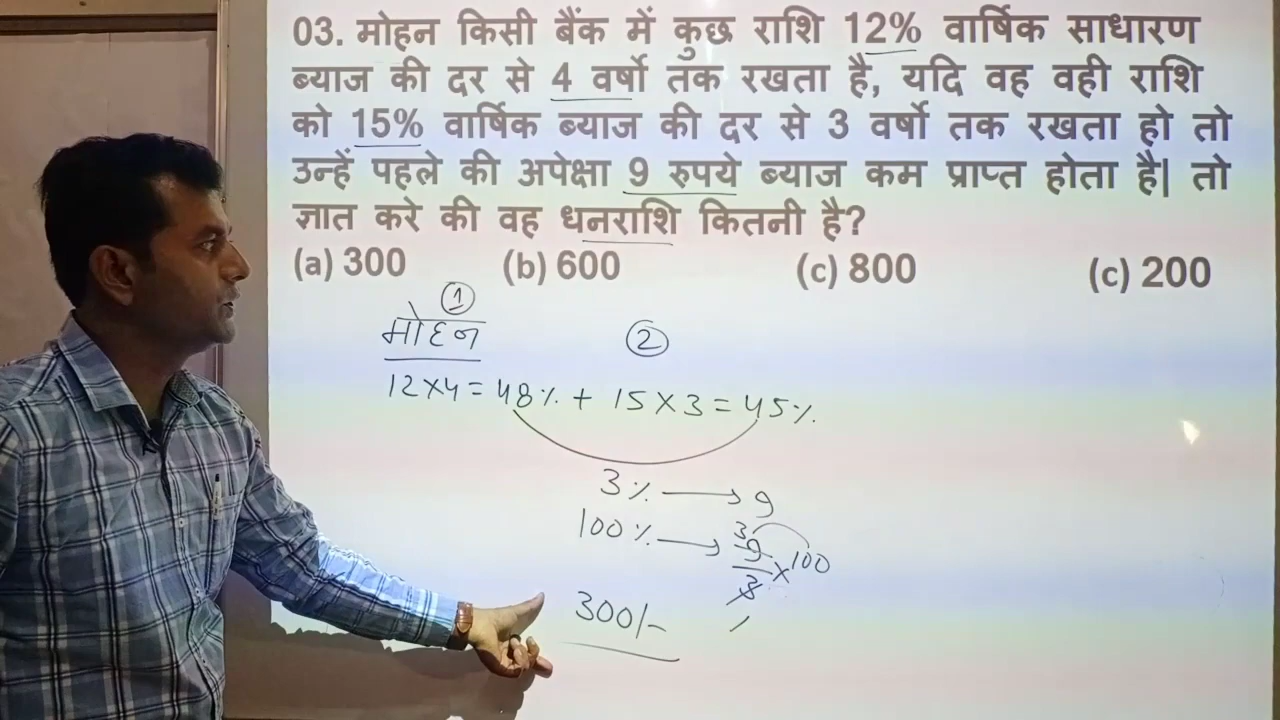 03. मोहन किसी बैंक में कुछ राशि 12% वार्षिक साधारण
ब्याज की दर से 4 वर्षो तक रखता है, यदि वह वही राशि
को 15% वार्षिक ब्याज की दर से 3 वर्षो तक रखता हो तो
उन्हें पहले की अपेक्षा 9 रुपये ब्याज कम प्राप्त होता है| तो
ज्ञात करे की वह धनराशि कितनी है?
(a) 300 (b) 600 (c) 800 (c) 200
1
मोहन 2
12×4=48% + 15×3=45%
3% → 9
100% → 3 9/3 ×100
300/-